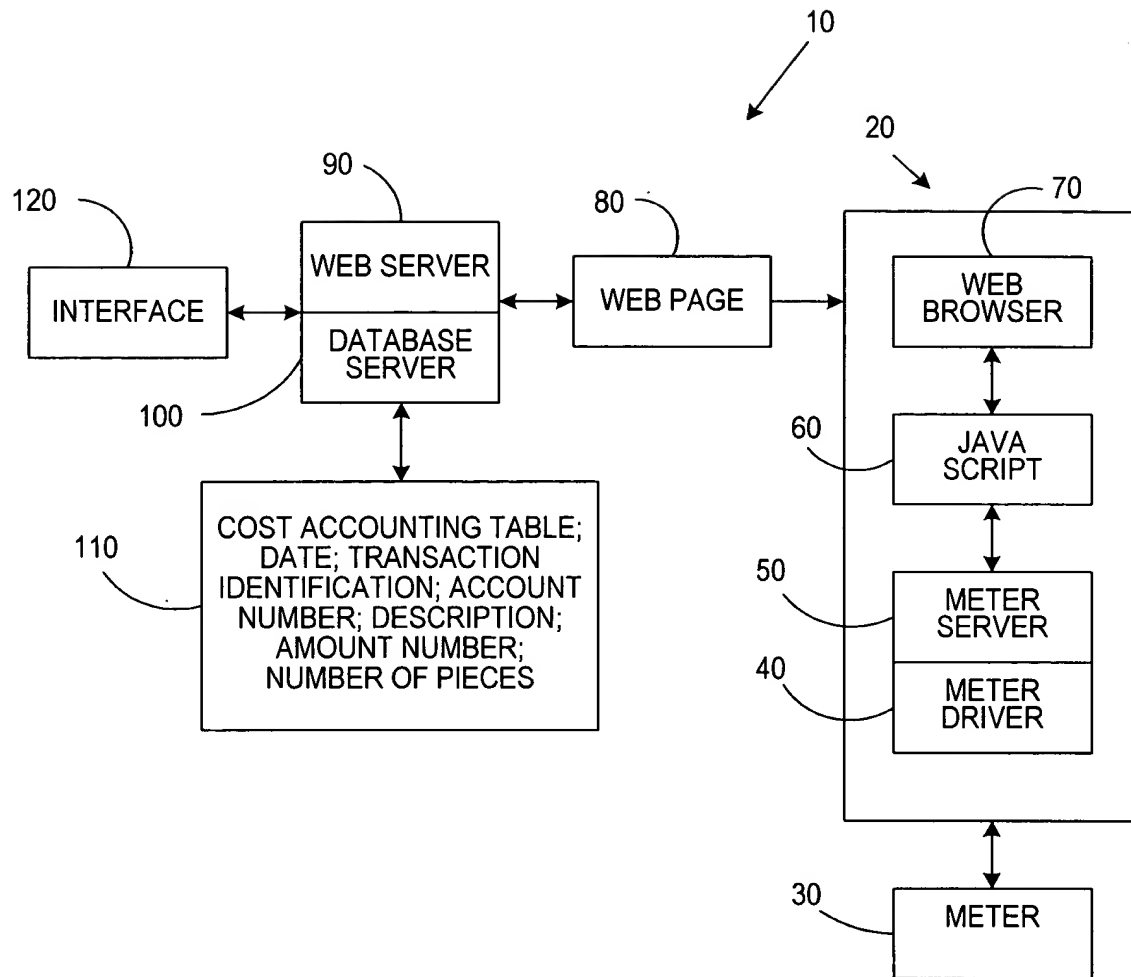 10
20
90
70
120
80
WEB SERVER
WEB
BROWSER
INTERFACE
WEB PAGE
DATABASE
SERVER
100
60
JAVA
SCRIPT
COST ACCOUNTING TABLE;
DATE; TRANSACTION
IDENTIFICATION; ACCOUNT
NUMBER; DESCRIPTION;
AMOUNT NUMBER;
NUMBER OF PIECES
110
50
METER
SERVER
40
METER
DRIVER
30
METER